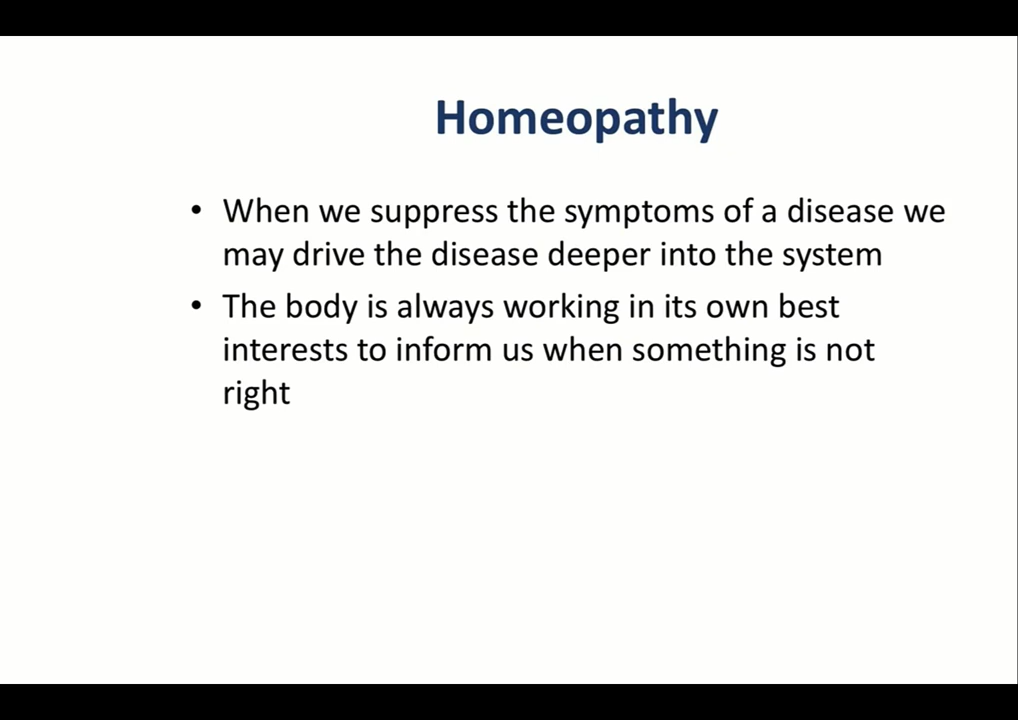 Homeopathy
• When we suppress the symptoms of a disease we
may drive the disease deeper into the system
• The body is always working in its own best
interests to inform us when something is not
right